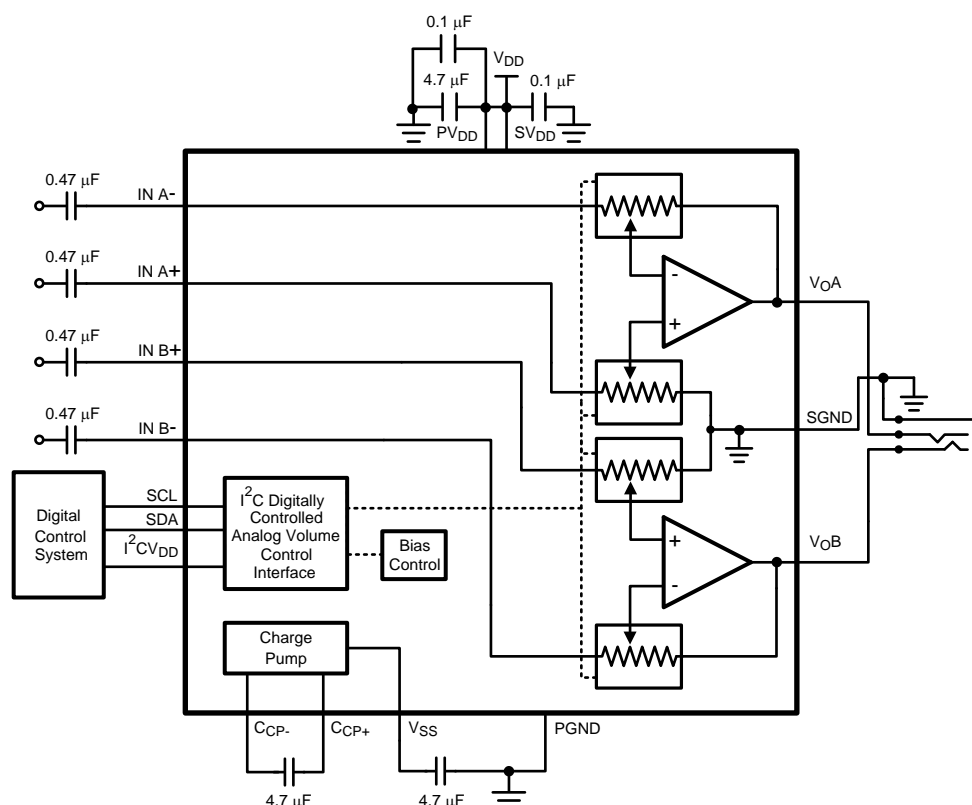 0.1 μF
V_DD
4.7 μF
0.1 μF
PV_DD
SV_DD
0.47 μF
IN A-
0.47 μF
IN A+
-
V_OA
+
0.47 μF
IN B+
0.47 μF
IN B-
SGND
Digital
Control
System
SCL
SDA
I²CV_DD
I²C Digitally
Controlled
Analog Volume
Control
Interface
Bias
Control
+
V_OB
-
Charge
Pump
C_CP-
C_CP+
V_SS
PGND
4.7 μF
4.7 μF